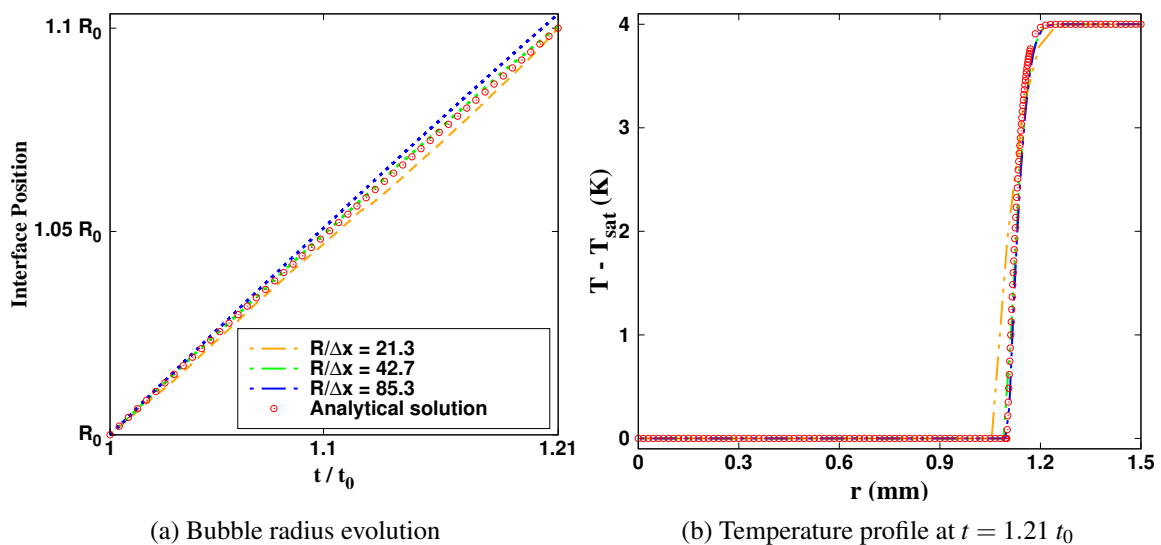 Interface Position
1.1 R₀
1.05 R₀
R₀
1
1.1
1.21
t / t₀
R/Δx = 21.3
R/Δx = 42.7
R/Δx = 85.3
Analytical solution
(a) Bubble radius evolution
T - Tsat (K)
4
3
2
1
0
0
0.3
0.6
0.9
1.2
1.5
r (mm)
(b) Temperature profile at t = 1.21 t₀